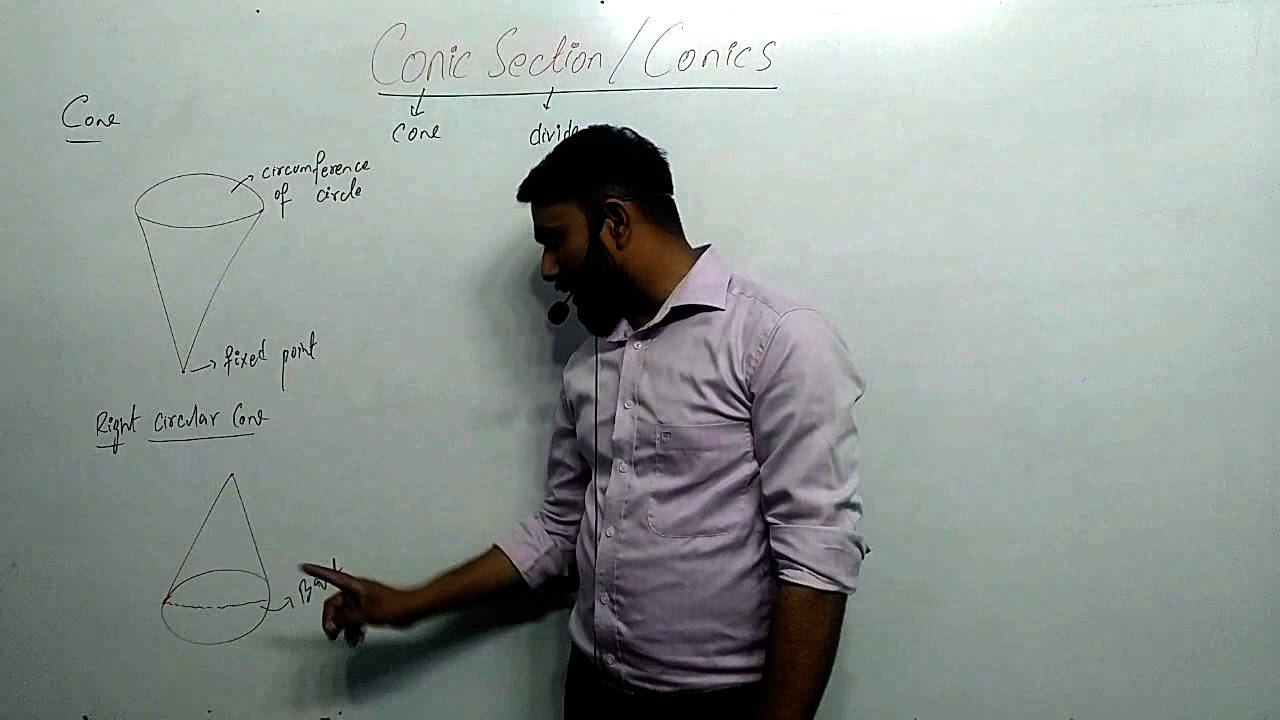 Conic Section / Conics
cone
divide
Cone
circumference
of circle
fixed point
Right circular Cone